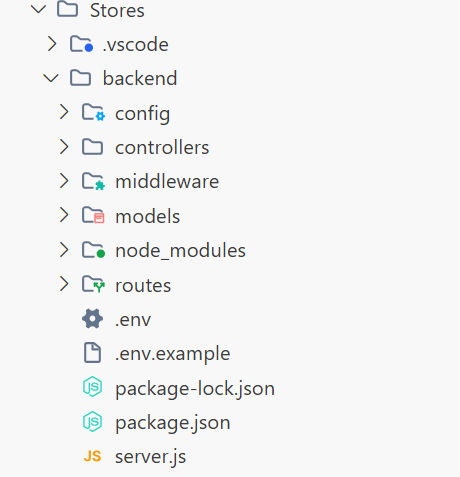 Stores
.vscode
backend
config
controllers
middleware
models
node_modules
routes
.env
.env.example
package-lock.json
package.json
JS server.js